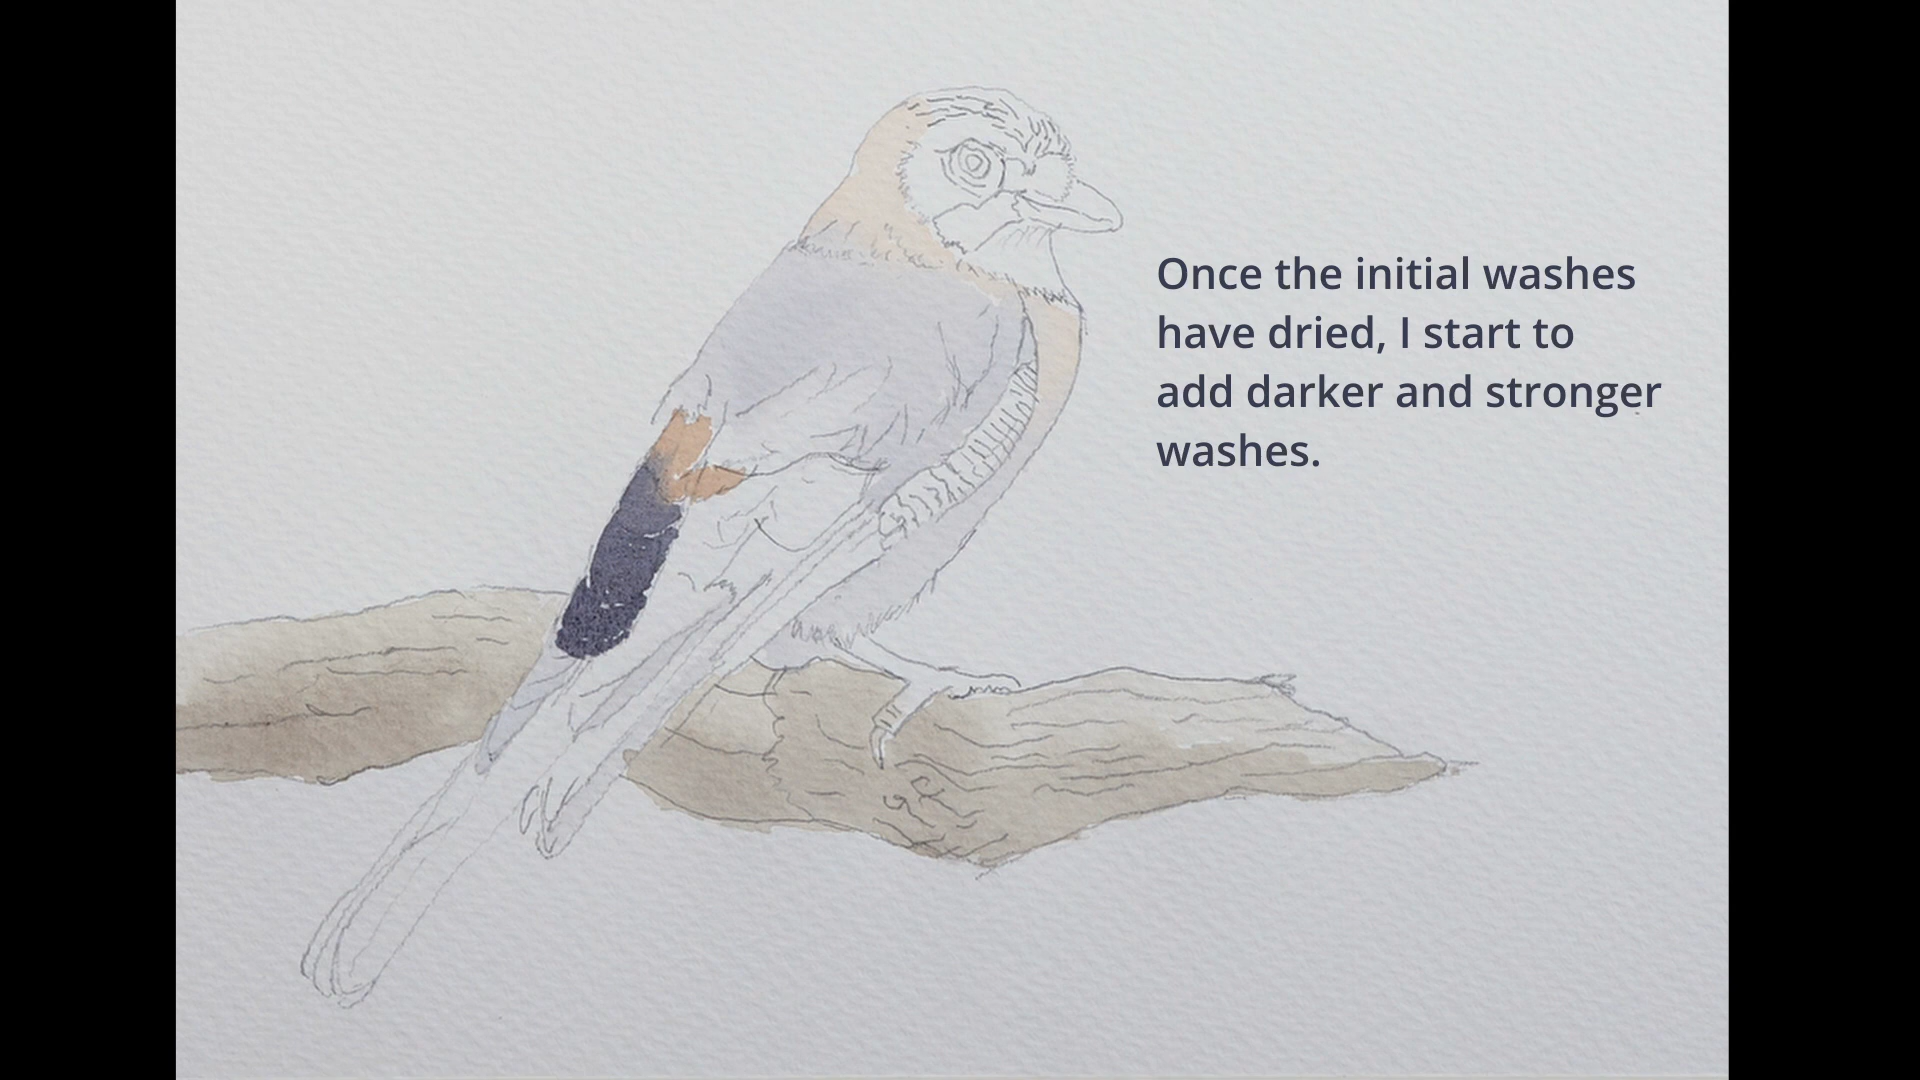 Once the initial washes
have dried, I start to
add darker and stronger
washes.